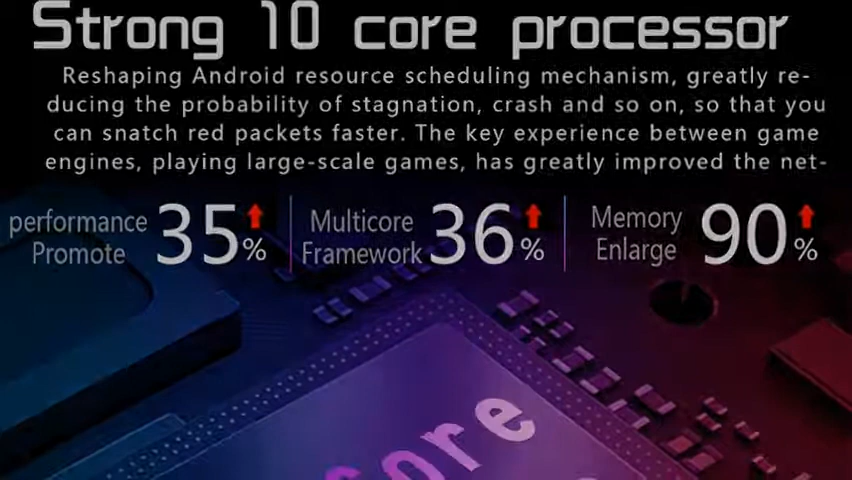 Strong 10 core processor
Reshaping Android resource scheduling mechanism, greatly re-
ducing the probability of stagnation, crash and so on, so that you
can snatch red packets faster. The key experience between game
engines, playing large-scale games, has greatly improved the net-
performance Promote 35%
Multicore Framework 36%
Memory Enlarge 90%
core